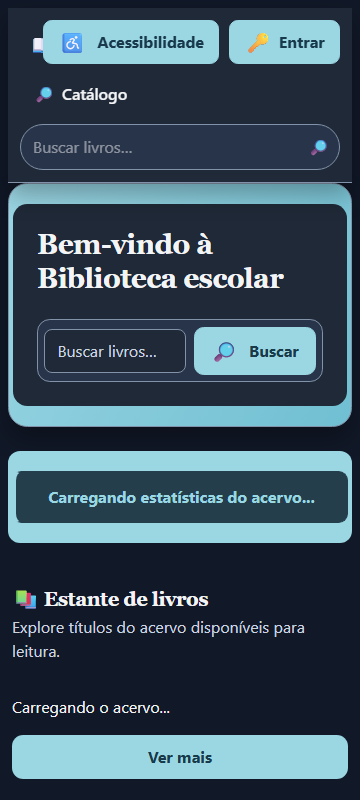 Acessibilidade
Entrar
Catálogo
Buscar livros...
Bem-vindo à
Biblioteca escolar
Buscar livros...
Buscar
Carregando estatísticas do acervo...
Estante de livros
Explore títulos do acervo disponíveis para
leitura.
Carregando o acervo...
Ver mais